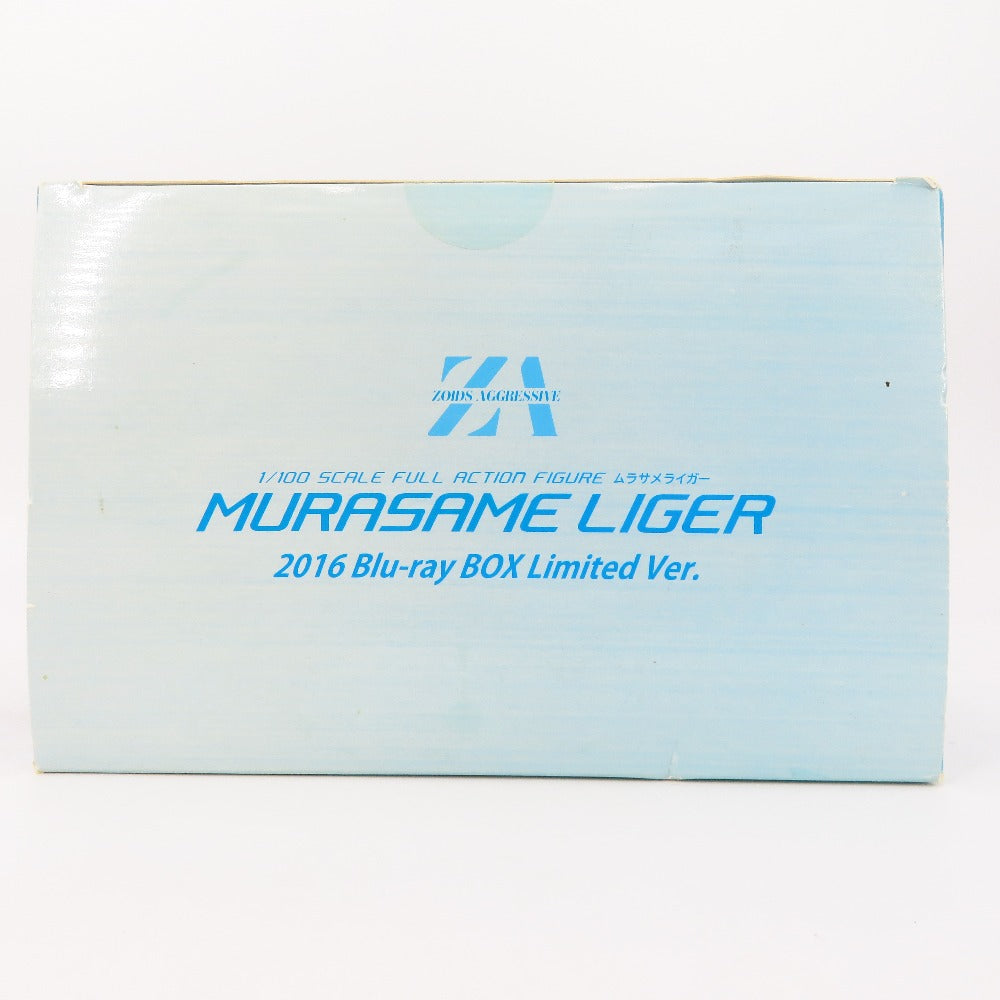 ZA
ZOIDS AGGRESSIVE
1/100 SCALE FULL ACTION FIGURE ムラサメライガー
MURASAME LIGER
2016 Blu-ray BOX Limited Ver.